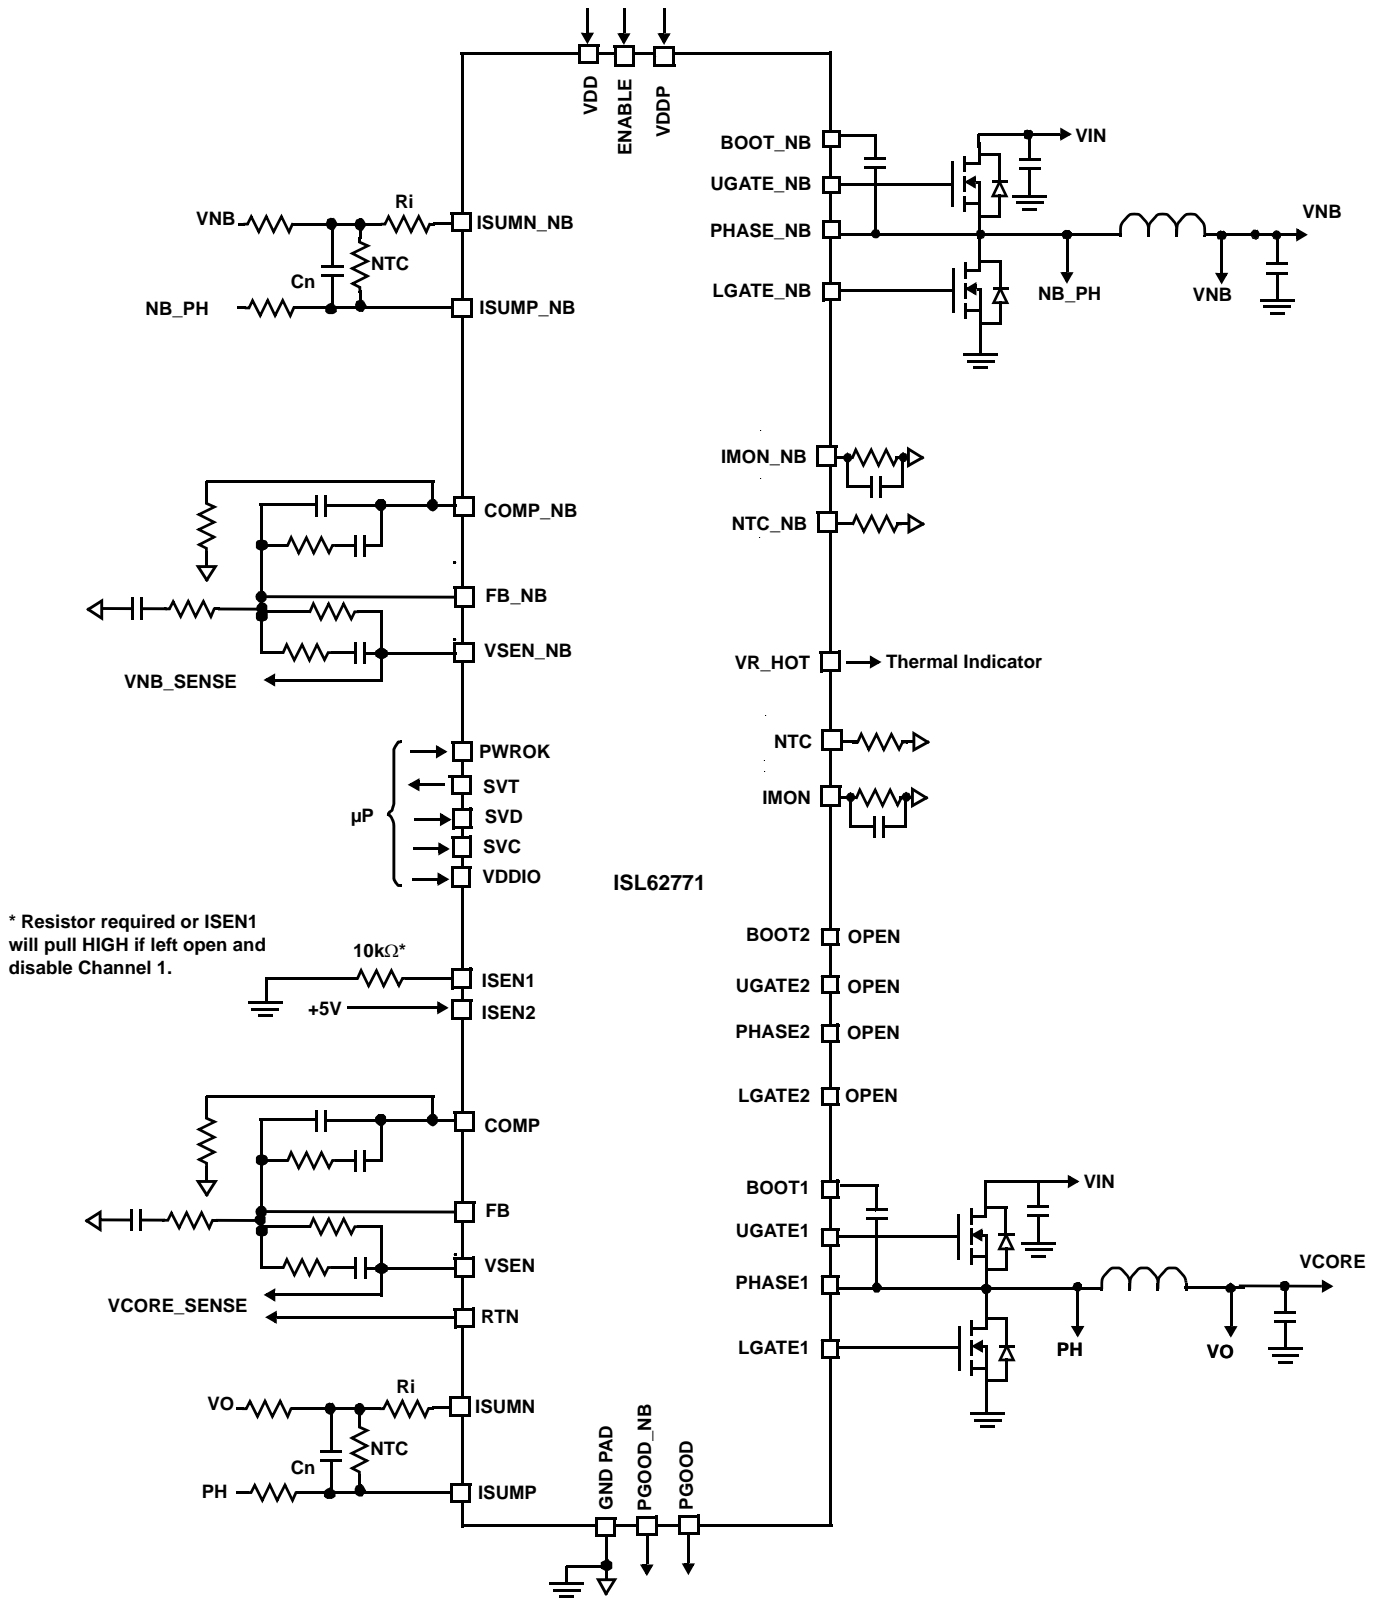 VDD
ENABLE
VDDP
BOOT_NB
VIN
UGATE_NB
Ri
VNB
ISUMN_NB
VNB
PHASE_NB
NTC
Cn
LGATE_NB
NB_PH
VNB
NB_PH
ISUMP_NB
IMON_NB
COMP_NB
NTC_NB
FB_NB
VSEN_NB
VR_HOT
Thermal Indicator
VNB_SENSE
NTC
PWROK
SVT
IMON
µP
SVD
SVC
VDDIO
ISL62771
* Resistor required or ISEN1
will pull HIGH if left open and
disable Channel 1.
BOOT2
OPEN
10kΩ*
ISEN1
UGATE2
OPEN
+5V
ISEN2
PHASE2
OPEN
LGATE2
OPEN
COMP
BOOT1
VIN
FB
UGATE1
VSEN
VCORE
PHASE1
VCORE_SENSE
RTN
LGATE1
PH
VO
Ri
VO
ISUMN
NTC
Cn
PH
ISUMP
GND PAD
PGOOD_NB
PGOOD